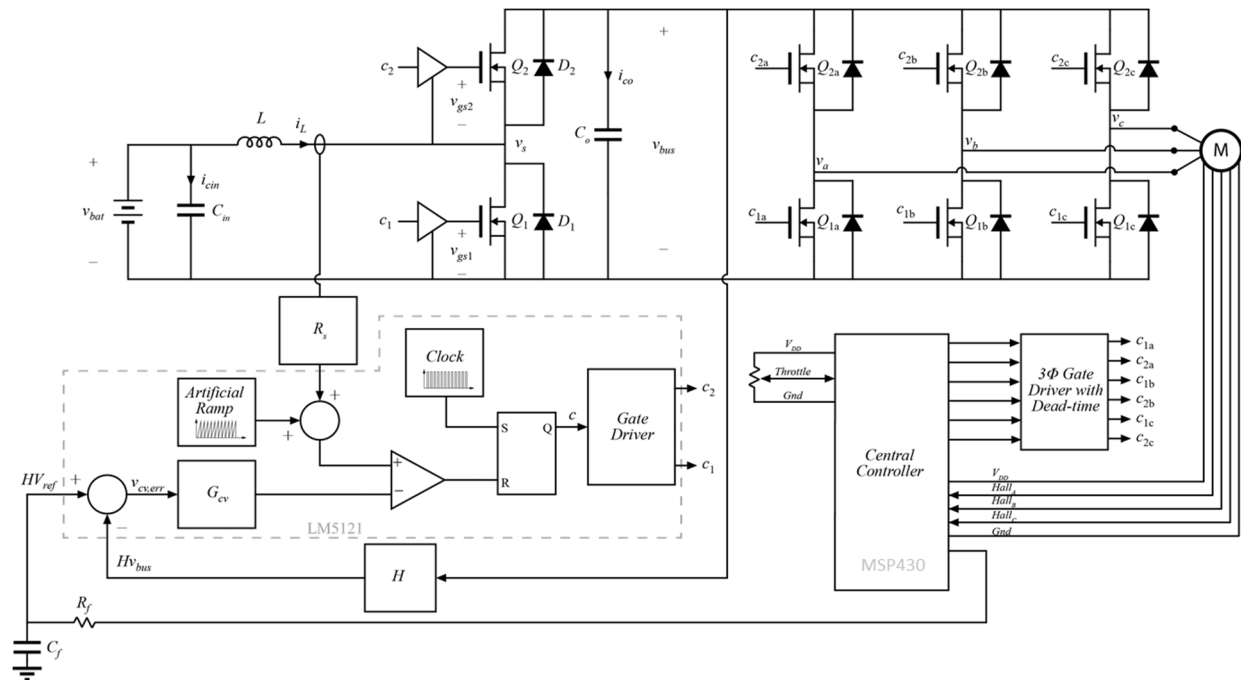 c2
Q2
D2
vgs2
+
−
ico
Co
+
vbus
−
c2a
Q2a
c2b
Q2b
c2c
Q2c
L
iL
vs
va
vb
vc
M
+
vbat
−
icin
Cin
c1
Q1
D1
vgs1
+
−
c1a
Q1a
c1b
Q1b
c1c
Q1c
Rs
Clock
Artificial
Ramp
+
+
Gate
Driver
c2
c1
S
Q
R
c
+
−
HVref
+
−
vcv,err
Gcv
LM5121
Hvbus
H
Rf
Cf
VDD
Throttle
Gnd
Central
Controller
MSP430
3Φ Gate
Driver with
Dead-time
c1a
c2a
c1b
c2b
c1c
c2c
VDD
HallA
HallB
HallC
Gnd